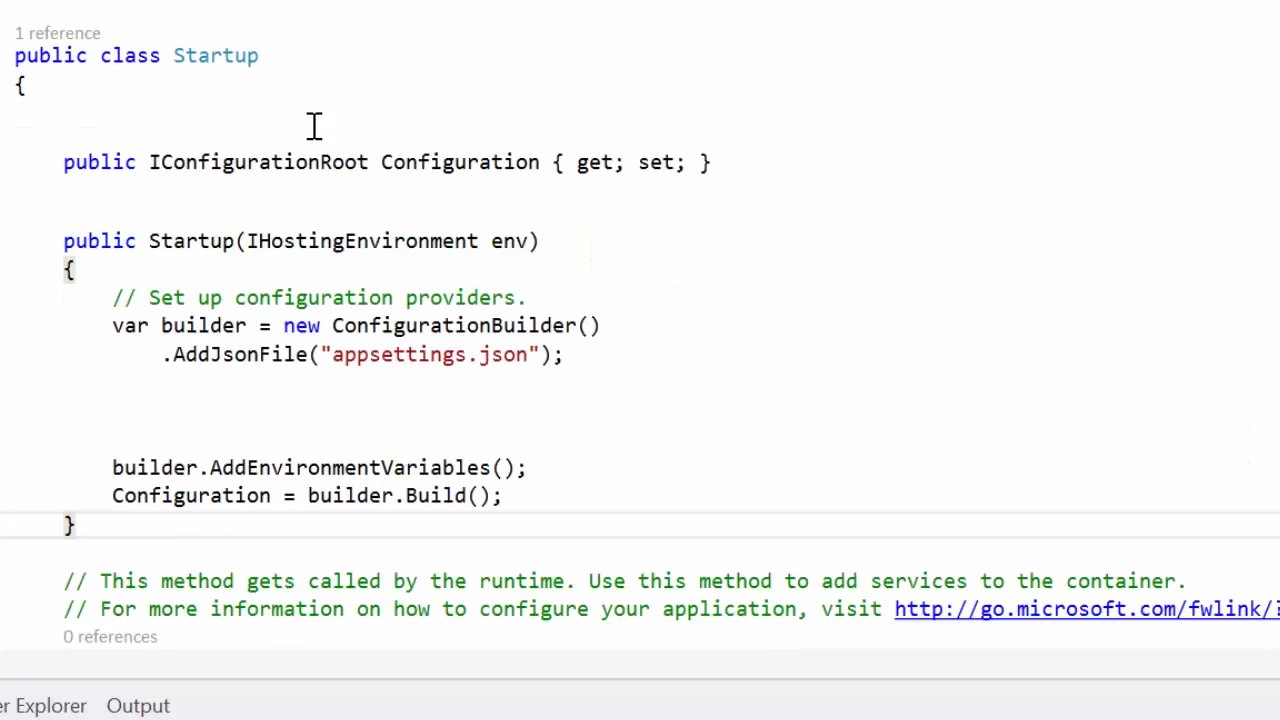 1 reference
public class Startup
{
public IConfigurationRoot Configuration { get; set; }
public Startup(IHostingEnvironment env)
{
// Set up configuration providers.
var builder = new ConfigurationBuilder()
.AddJsonFile("appsettings.json");
builder.AddEnvironmentVariables();
Configuration = builder.Build();
}
// This method gets called by the runtime. Use this method to add services to the container.
// For more information on how to configure your application, visit http://go.microsoft.com/fwlink/?
0 references
er Explorer Output